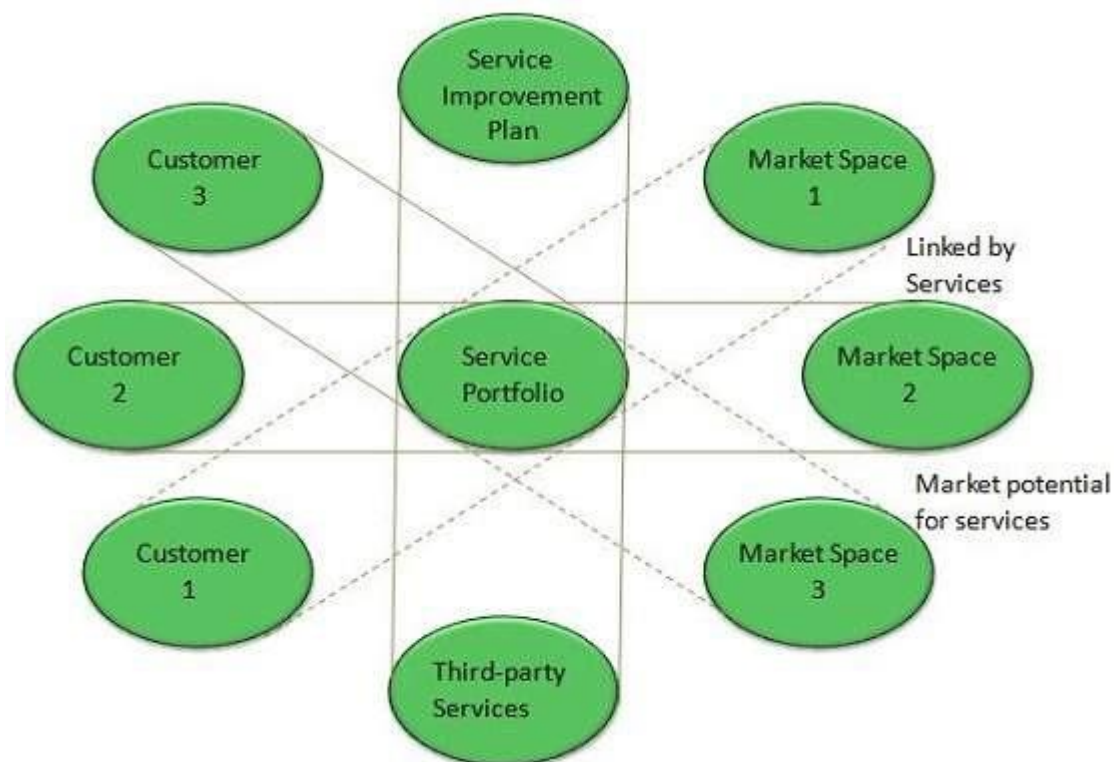 Service
Improvement
Plan
Customer
3
Market Space
1
Linked by
Services
Customer
2
Service
Portfolio
Market Space
2
Market potential
for services
Customer
1
Market Space
3
Third-party
Services